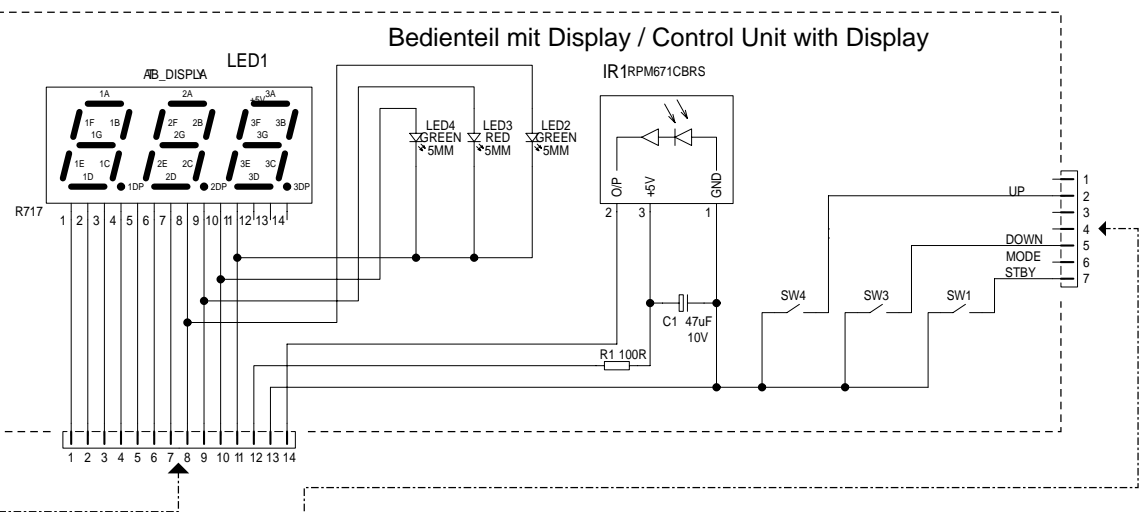 Bedienteil mit Display / Control Unit with Display
LED1
ATB_DISPLA
IR1 RPM671CBRS
1A 2A +5V 3A
1F 1B 2F 2B 3F 3B
1G 2G 3G
1E 1C 2E 2C 3E 3C
1D 1DP 2D 2DP 3D 3DP
R717
1 2 3 4 5 6 7 8 9 10 11 12 13 14
LED4
GREEN
5MM
LED3
RED
5MM
LED2
GREEN
5MM
O/P +5V GND
2 3 1
UP
DOWN
MODE
STBY
1
2
3
4
5
6
7
SW4 SW3 SW1
C1 47uF
10V
R1 100R
1 2 3 4 5 6 7 8 9 10 11 12 13 14